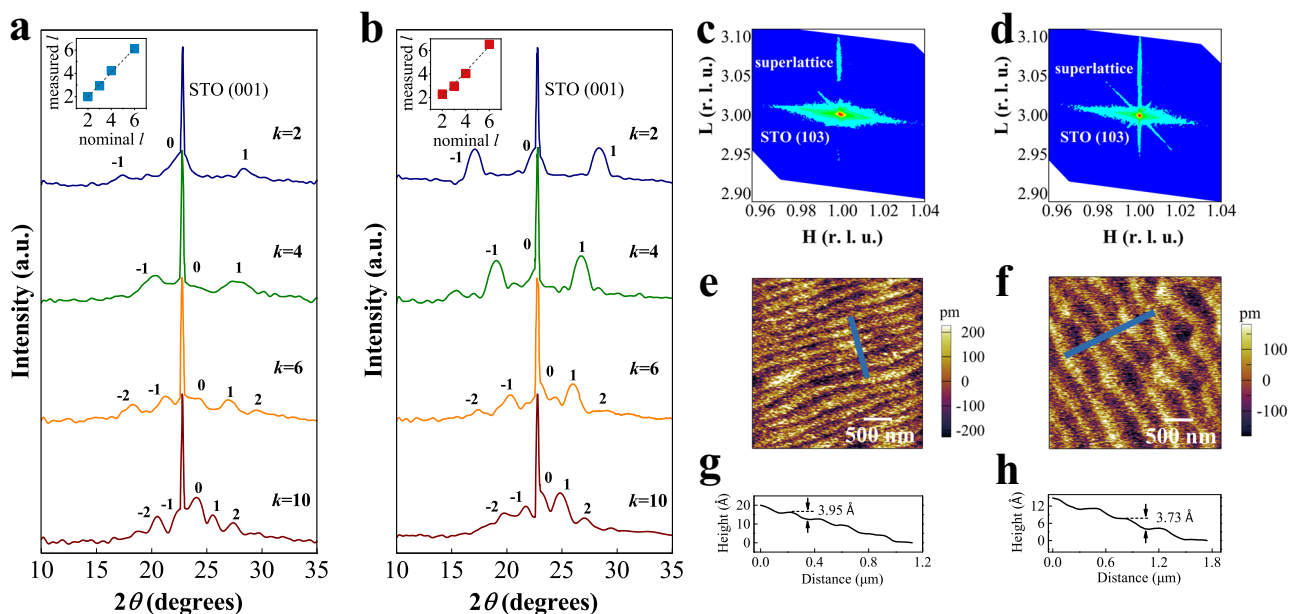 a
measured l
6
4
2
2 4 6
nominal l
STO (001)
k=2
-1
0
1
k=4
-1
0
1
k=6
-2
-1
0
1
2
k=10
-2
-1
0
1
2
Intensity (a.u.)
10 15 20 25 30 35
2θ (degrees)
b
measured l
6
4
2
2 4 6
nominal l
STO (001)
k=2
-1
0
1
k=4
-1
0
1
k=6
-2
-1
0
1
2
k=10
-2
-1
0
1
2
Intensity (a.u.)
10 15 20 25 30 35
2θ (degrees)
c
3.10
3.05
3.00
2.95
2.90
L (r. l. u.)
superlattice
STO (103)
0.96 0.98 1.00 1.02 1.04
H (r. l. u.)
d
3.10
3.05
3.00
2.95
2.90
L (r. l. u.)
superlattice
STO (103)
0.96 0.98 1.00 1.02 1.04
H (r. l. u.)
e
500 nm
pm
200
100
0
-100
-200
f
500 nm
pm
100
0
-100
g
20
10
0
Height (Å)
3.95 Å
0.0 0.4 0.8 1.2
Distance (μm)
h
12
6
0
Height (Å)
3.73 Å
0.0 0.6 1.2 1.8
Distance (μm)